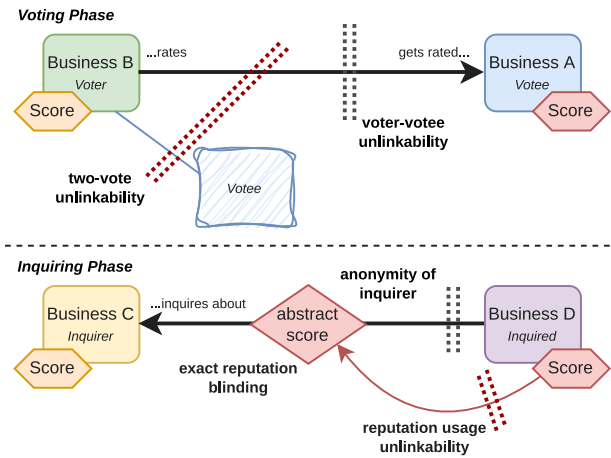 Voting Phase
Business B
Voter
Score
...rates
gets rated...
Business A
Votee
Score
voter-votee
unlinkability
two-vote
unlinkability
Votee
Inquiring Phase
Business C
Inquirer
Score
...inquires about
abstract
score
anonymity of
inquirer
Business D
Inquired
Score
exact reputation
blinding
reputation usage
unlinkability